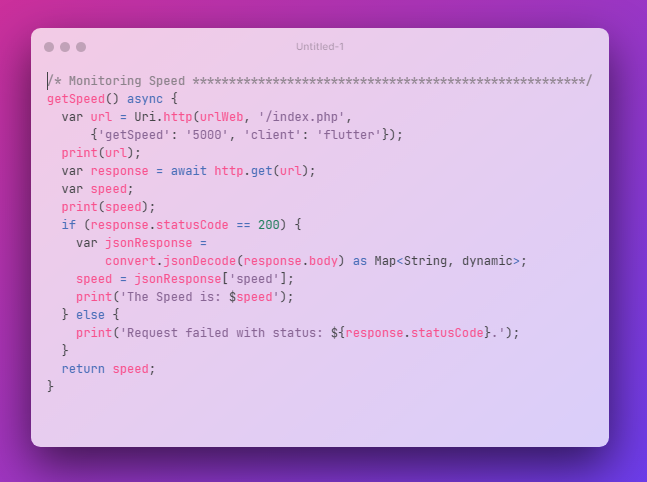 Untitled-1
/* Monitoring Speed ******************************************************/
getSpeed() async {
  var url = Uri.http(urlWeb, '/index.php',
      {'getSpeed': '5000', 'client': 'flutter'});
  print(url);
  var response = await http.get(url);
  var speed;
  print(speed);
  if (response.statusCode == 200) {
    var jsonResponse =
        convert.jsonDecode(response.body) as Map<String, dynamic>;
    speed = jsonResponse['speed'];
    print('The Speed is: $speed');
  } else {
    print('Request failed with status: ${response.statusCode}.');
  }
  return speed;
}